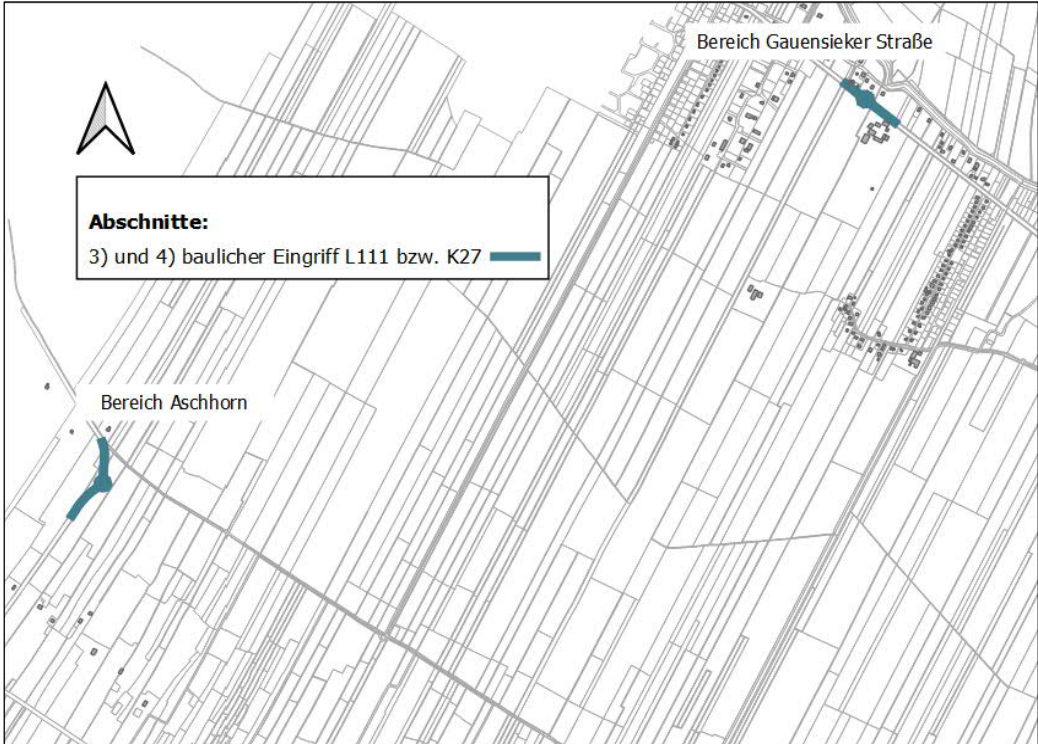 Bereich Gauensieker Straße
Abschnitte:
3) und 4) baulicher Eingriff L111 bzw. K27
Bereich Aschhorn